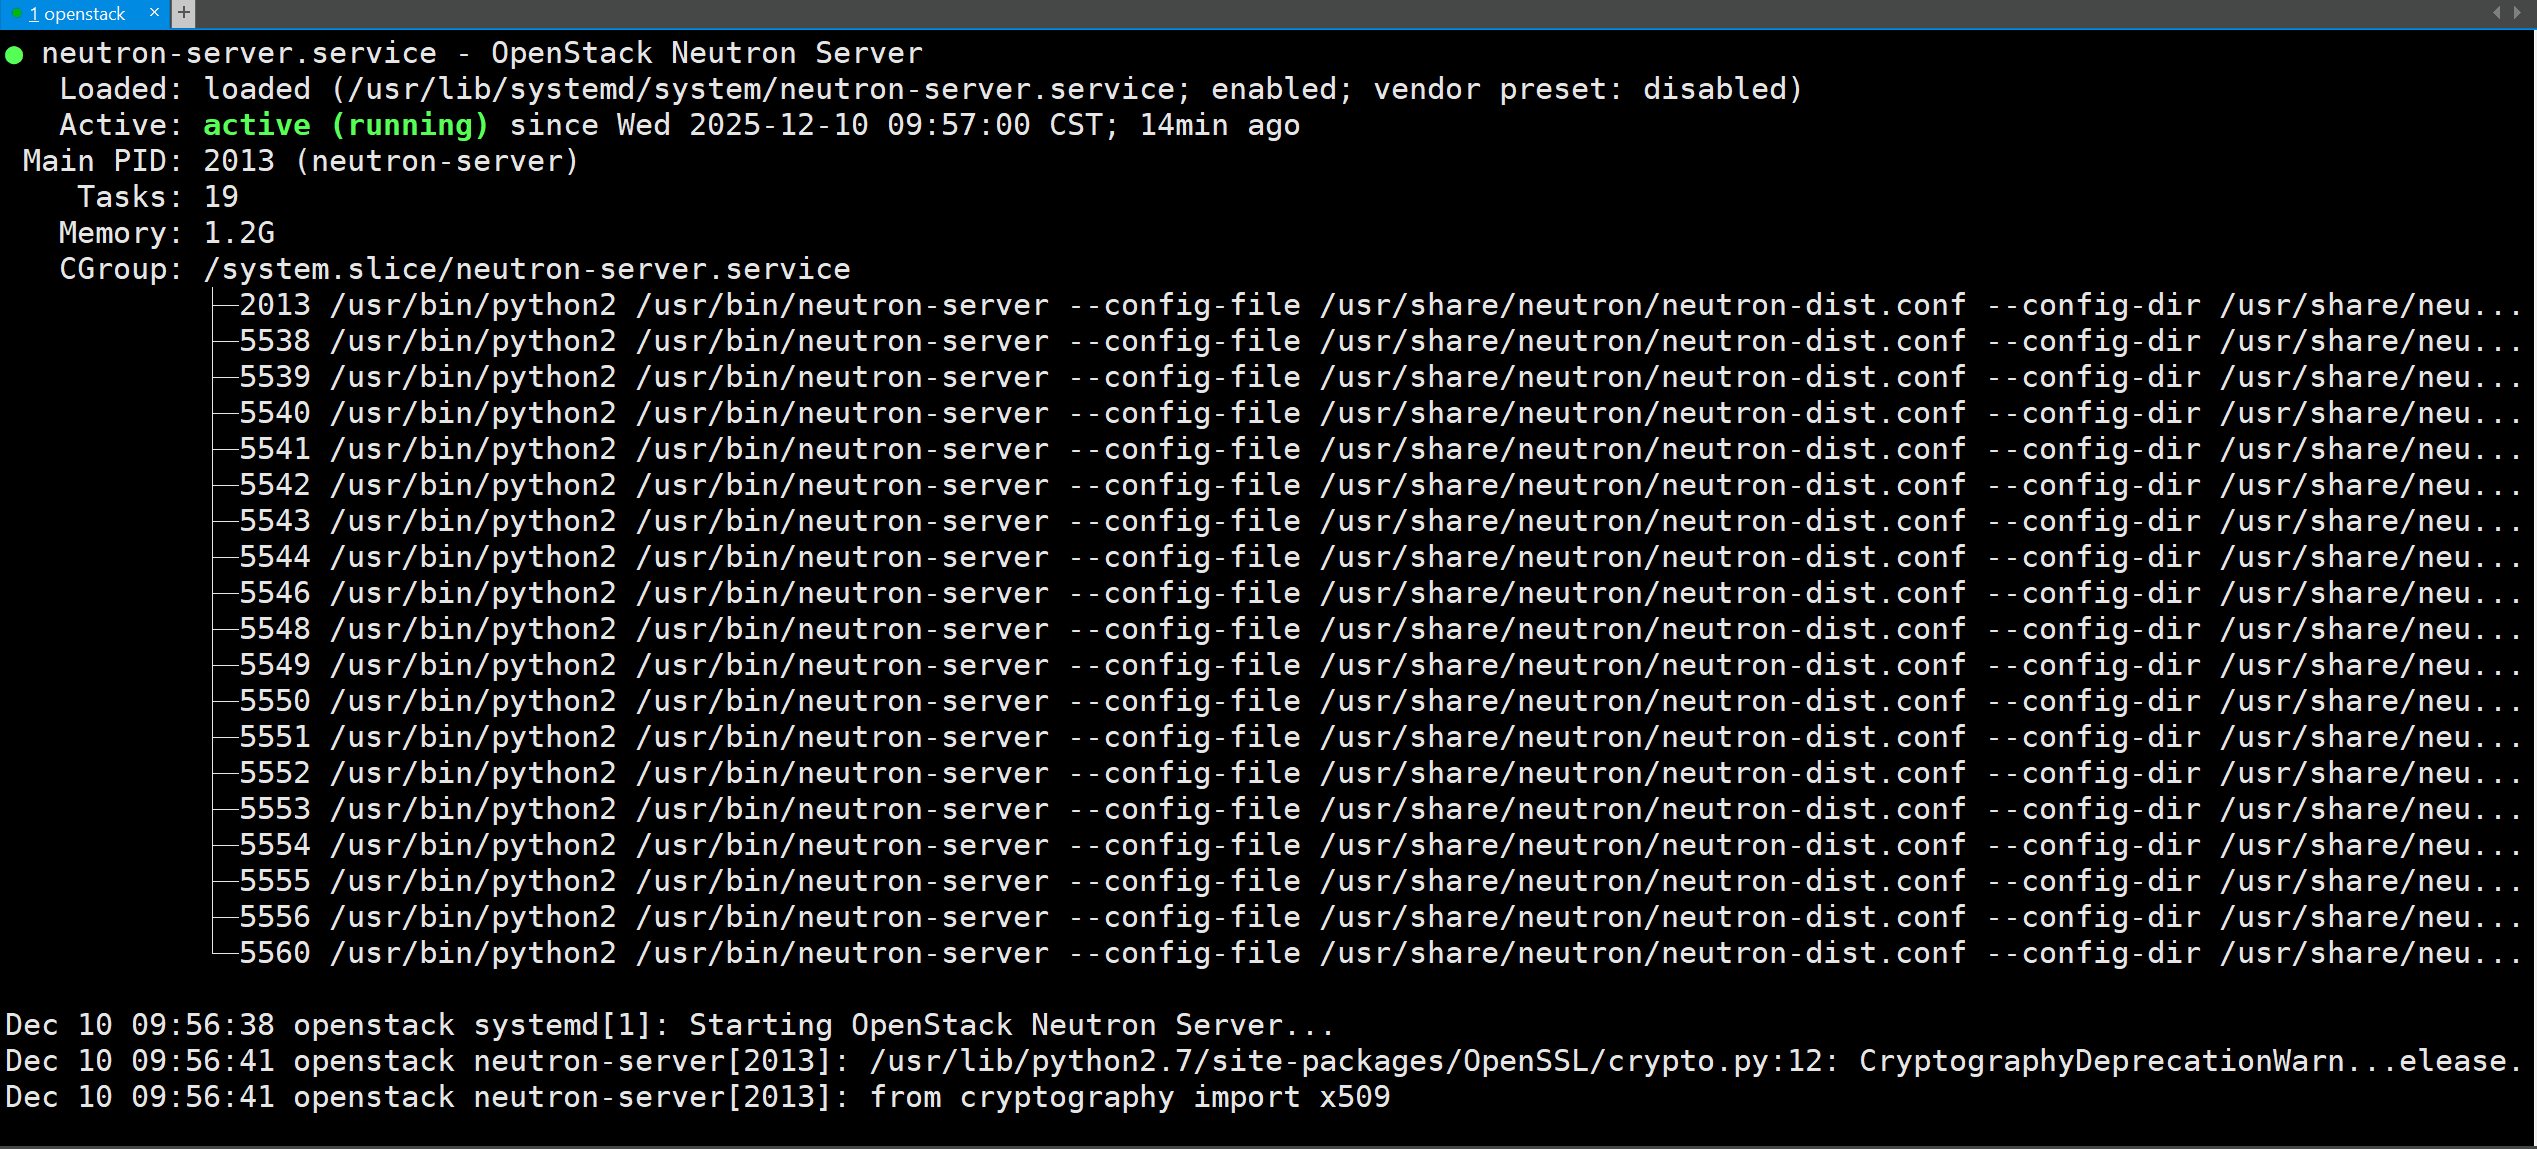 1 openstack × +
● neutron-server.service - OpenStack Neutron Server
   Loaded: loaded (/usr/lib/systemd/system/neutron-server.service; enabled; vendor preset: disabled)
   Active: active (running) since Wed 2025-12-10 09:57:00 CST; 14min ago
 Main PID: 2013 (neutron-server)
    Tasks: 19
   Memory: 1.2G
   CGroup: /system.slice/neutron-server.service
           ├─2013 /usr/bin/python2 /usr/bin/neutron-server --config-file /usr/share/neutron/neutron-dist.conf --config-dir /usr/share/neu...
           ├─5538 /usr/bin/python2 /usr/bin/neutron-server --config-file /usr/share/neutron/neutron-dist.conf --config-dir /usr/share/neu...
           ├─5539 /usr/bin/python2 /usr/bin/neutron-server --config-file /usr/share/neutron/neutron-dist.conf --config-dir /usr/share/neu...
           ├─5540 /usr/bin/python2 /usr/bin/neutron-server --config-file /usr/share/neutron/neutron-dist.conf --config-dir /usr/share/neu...
           ├─5541 /usr/bin/python2 /usr/bin/neutron-server --config-file /usr/share/neutron/neutron-dist.conf --config-dir /usr/share/neu...
           ├─5542 /usr/bin/python2 /usr/bin/neutron-server --config-file /usr/share/neutron/neutron-dist.conf --config-dir /usr/share/neu...
           ├─5543 /usr/bin/python2 /usr/bin/neutron-server --config-file /usr/share/neutron/neutron-dist.conf --config-dir /usr/share/neu...
           ├─5544 /usr/bin/python2 /usr/bin/neutron-server --config-file /usr/share/neutron/neutron-dist.conf --config-dir /usr/share/neu...
           ├─5546 /usr/bin/python2 /usr/bin/neutron-server --config-file /usr/share/neutron/neutron-dist.conf --config-dir /usr/share/neu...
           ├─5548 /usr/bin/python2 /usr/bin/neutron-server --config-file /usr/share/neutron/neutron-dist.conf --config-dir /usr/share/neu...
           ├─5549 /usr/bin/python2 /usr/bin/neutron-server --config-file /usr/share/neutron/neutron-dist.conf --config-dir /usr/share/neu...
           ├─5550 /usr/bin/python2 /usr/bin/neutron-server --config-file /usr/share/neutron/neutron-dist.conf --config-dir /usr/share/neu...
           ├─5551 /usr/bin/python2 /usr/bin/neutron-server --config-file /usr/share/neutron/neutron-dist.conf --config-dir /usr/share/neu...
           ├─5552 /usr/bin/python2 /usr/bin/neutron-server --config-file /usr/share/neutron/neutron-dist.conf --config-dir /usr/share/neu...
           ├─5553 /usr/bin/python2 /usr/bin/neutron-server --config-file /usr/share/neutron/neutron-dist.conf --config-dir /usr/share/neu...
           ├─5554 /usr/bin/python2 /usr/bin/neutron-server --config-file /usr/share/neutron/neutron-dist.conf --config-dir /usr/share/neu...
           ├─5555 /usr/bin/python2 /usr/bin/neutron-server --config-file /usr/share/neutron/neutron-dist.conf --config-dir /usr/share/neu...
           ├─5556 /usr/bin/python2 /usr/bin/neutron-server --config-file /usr/share/neutron/neutron-dist.conf --config-dir /usr/share/neu...
           └─5560 /usr/bin/python2 /usr/bin/neutron-server --config-file /usr/share/neutron/neutron-dist.conf --config-dir /usr/share/neu...

Dec 10 09:56:38 openstack systemd[1]: Starting OpenStack Neutron Server...
Dec 10 09:56:41 openstack neutron-server[2013]: /usr/lib/python2.7/site-packages/OpenSSL/crypto.py:12: CryptographyDeprecationWarn...elease.
Dec 10 09:56:41 openstack neutron-server[2013]: from cryptography import x509